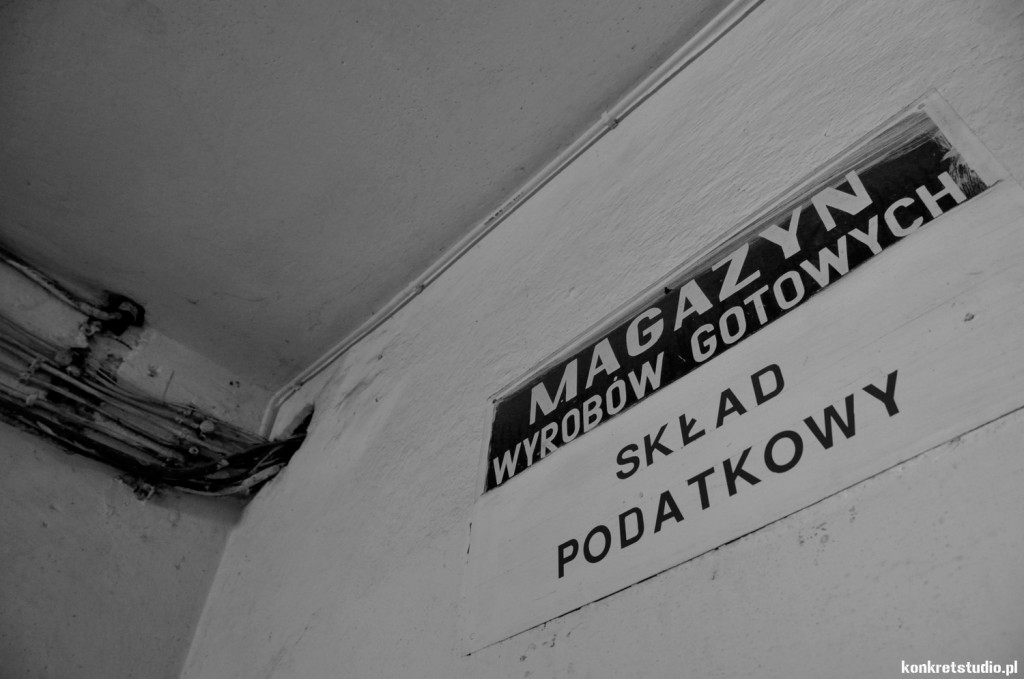 MAGAZYN
WYROBÓW GOTOWYCH
SKŁAD
PODATKOWY
konkretstudio.pl